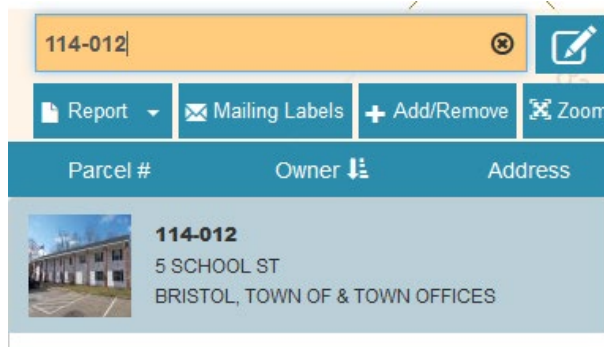 114-012
Report Mailing Labels Add/Remove Zoom
Parcel # Owner Address
114-012
5 SCHOOL ST
BRISTOL, TOWN OF & TOWN OFFICES